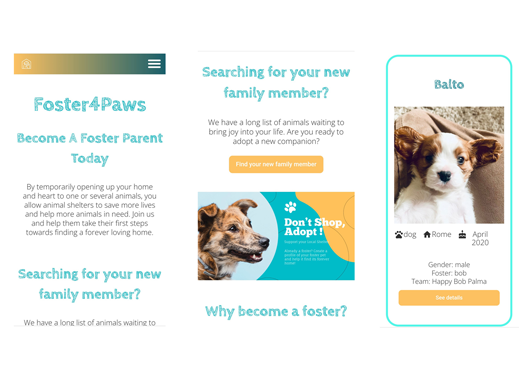 Foster4Paws
Become A Foster Parent
Today
By temporarily opening up your home
and heart to one or several animals, you
allow animal shelters to save more lives
and help more animals in need. Join us
and help them take their first steps
towards finding a forever loving home.
Searching for your new
family member?
We have a long list of animals waiting to
Searching for your new
family member?
We have a long list of animals waiting to
bring joy into your life. Are you ready to
adopt a new companion?
Find your new family member
Don't Shop,
Adopt !
Why become a foster?
Balto
dog
Rome
April
2020
Gender: male
Foster: bob
Team: Happy Bob Palma
See details